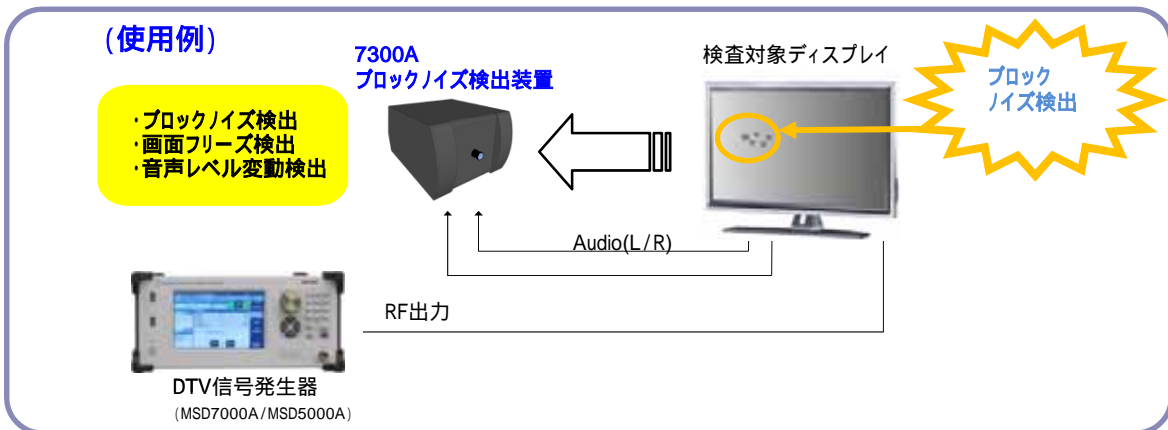 (使用例)
7300A
ブロックノイズ検出装置
検査対象ディスプレイ
ブロック
ノイズ検出
・ブロックノイズ検出
・画面フリーズ検出
・音声レベル変動検出
Audio(L/R)
RF出力
DTV信号発生器
(MSD7000A/MSD5000A)